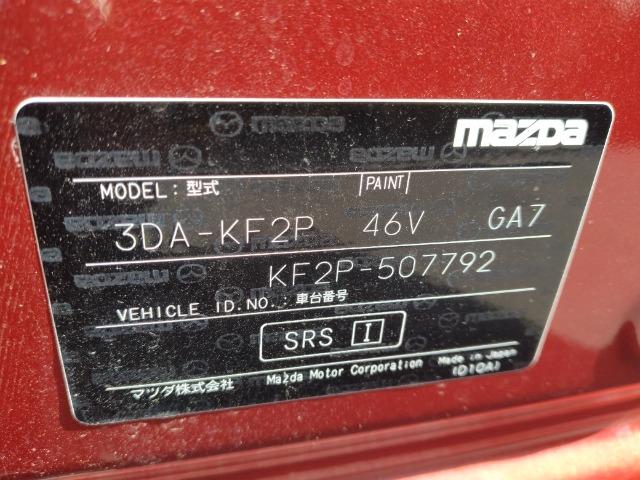 mazda
MODEL: 型式 PAINT
3DA-KF2P 46V GA7
KF2P-507792
VEHICLE ID.NO.: 車台番号
SRS I
マツダ株式会社 Mazda Motor Corporation Made in Japan
(D10A)